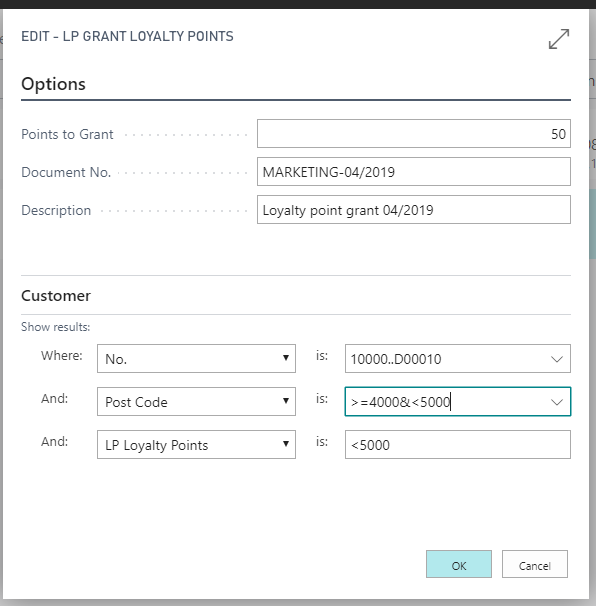 EDIT - LP GRANT LOYALTY POINTS
Options
Points to Grant 50
Document No. MARKETING-04/2019
Description Loyalty point grant 04/2019
Customer
Show results:
Where: No. is: 10000..D00010
And: Post Code is: >=4000&<5000
And: LP Loyalty Points is: <5000
OK Cancel